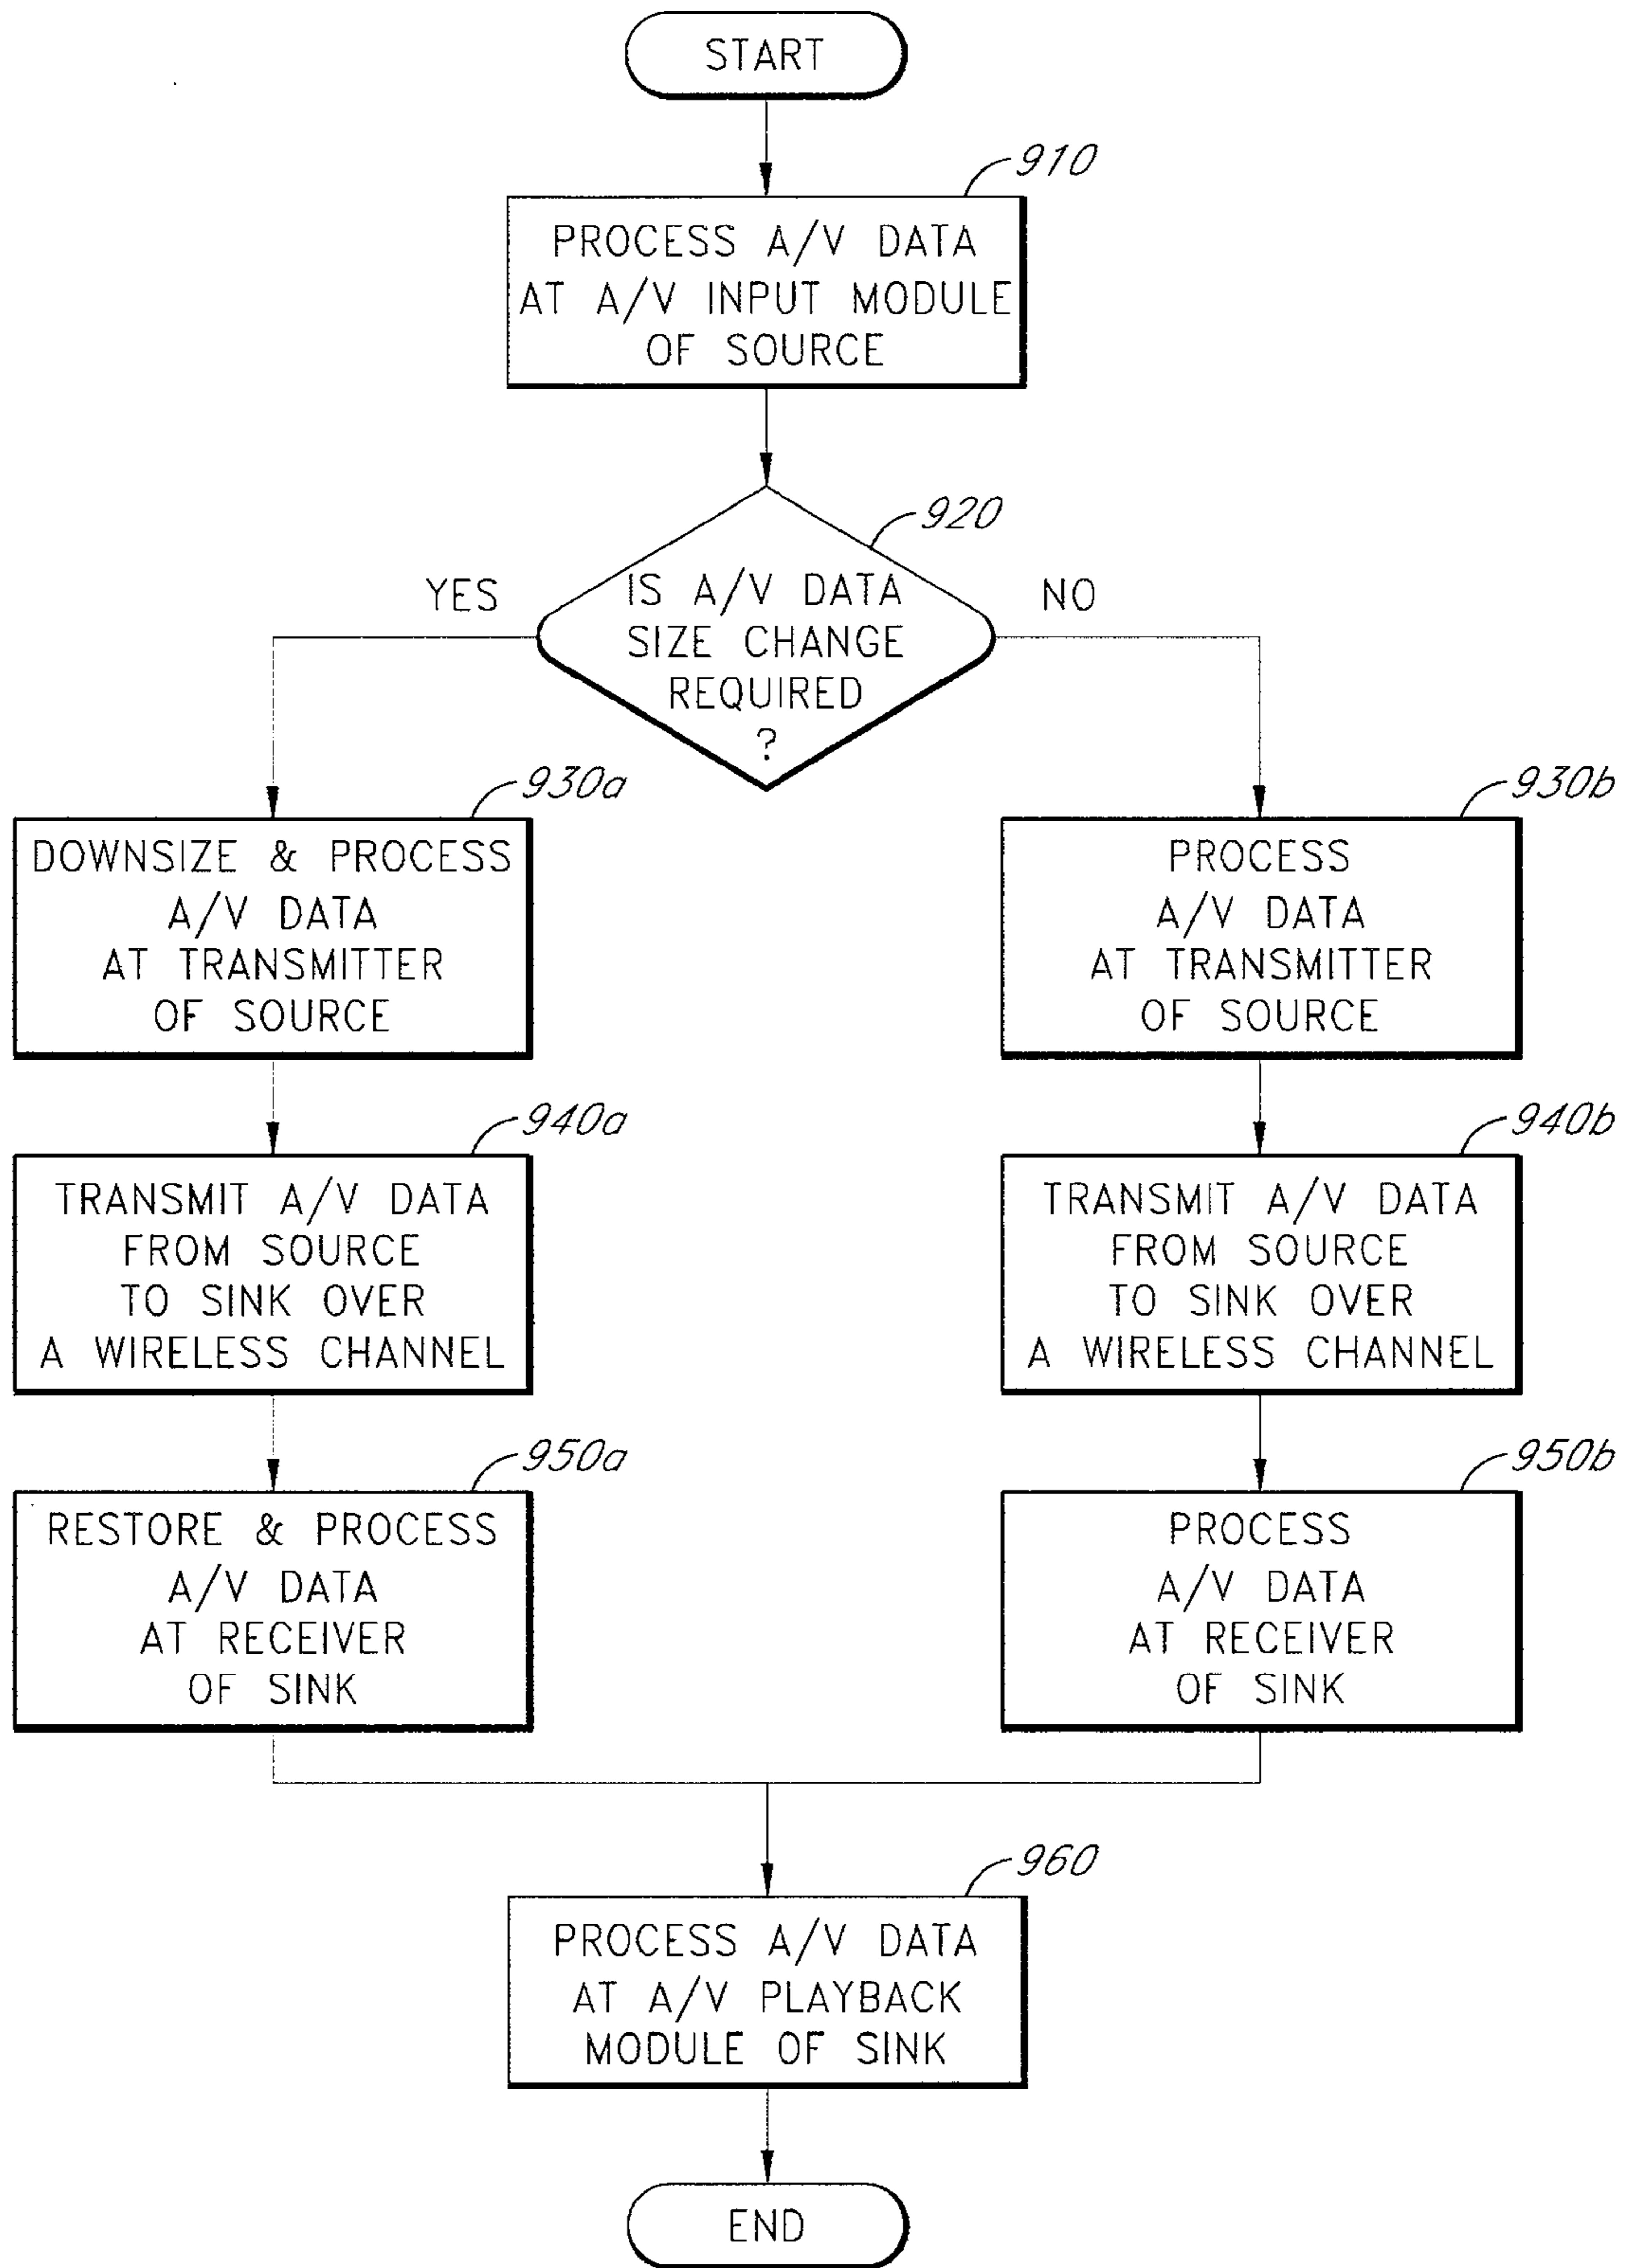 START
910
PROCESS A/V DATA
AT A/V INPUT MODULE
OF SOURCE
920
IS A/V DATA
SIZE CHANGE
REQUIRED
?
YES
NO
930a
DOWNSIZE & PROCESS
A/V DATA
AT TRANSMITTER
OF SOURCE
930b
PROCESS
A/V DATA
AT TRANSMITTER
OF SOURCE
940a
TRANSMIT A/V DATA
FROM SOURCE
TO SINK OVER
A WIRELESS CHANNEL
940b
TRANSMIT A/V DATA
FROM SOURCE
TO SINK OVER
A WIRELESS CHANNEL
950a
RESTORE & PROCESS
A/V DATA
AT RECEIVER
OF SINK
950b
PROCESS
A/V DATA
AT RECEIVER
OF SINK
960
PROCESS A/V DATA
AT A/V PLAYBACK
MODULE OF SINK
END